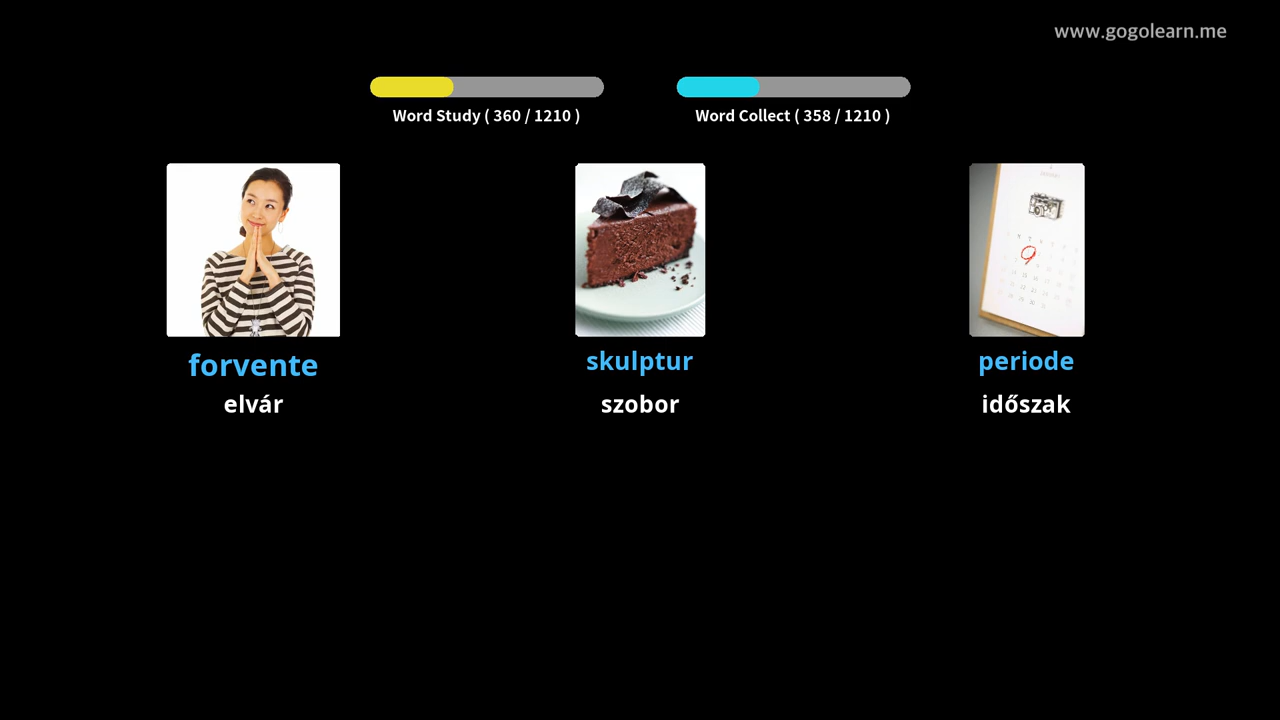 www.gogolearn.me
Word Study ( 360 / 1210 )
Word Collect ( 358 / 1210 )
forvente
skulptur
periode
elvár
szobor
időszak